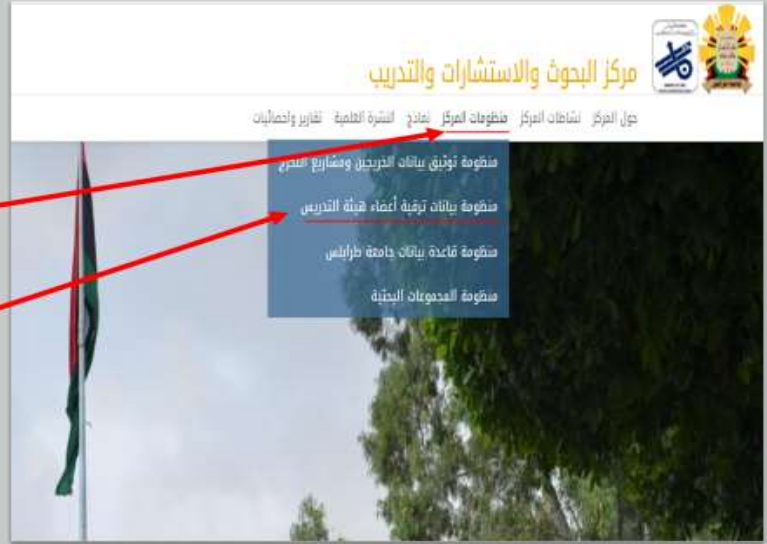 مركز البحوث والاستشارات والتدريب
حول المركز نشاطات المركز منظومات المركز نماذج النشرة العلمية تقارير واحصائيات
منظومة توثيق بيانات الخريجين ومشاريع التخرج
منظومة بيانات ترقية أعضاء هيئة التدريس
منظومة قاعدة بيانات جامعة طرابلس
منظومة المجموعات البحثية